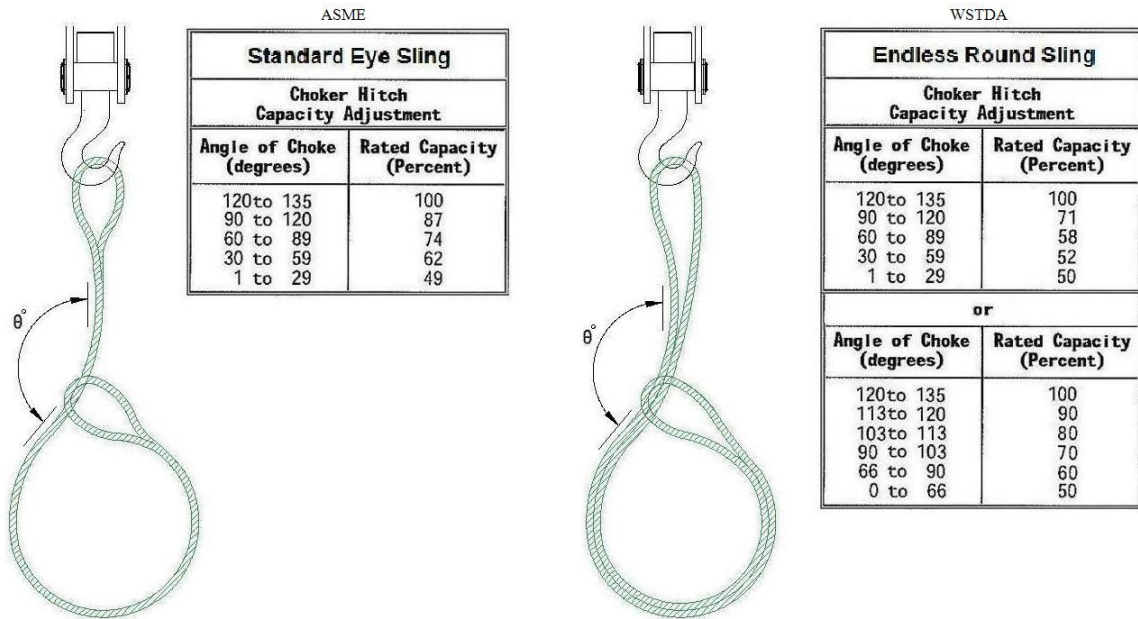 ASME
Standard Eye Sling
Choker Hitch
Capacity Adjustment
Angle of Choke
(degrees)
Rated Capacity
(Percent)
120to 135 100
90 to 120 87
60 to 89 74
30 to 59 62
1 to 29 49
θ°
WSTDA
Endless Round Sling
Choker Hitch
Capacity Adjustment
Angle of Choke
(degrees)
Rated Capacity
(Percent)
120to 135 100
90 to 120 71
60 to 89 58
30 to 59 52
1 to 29 50
or
Angle of Choke
(degrees)
Rated Capacity
(Percent)
120to 135 100
113to 120 90
103to 113 80
90 to 103 70
66 to 90 60
0 to 66 50
θ°